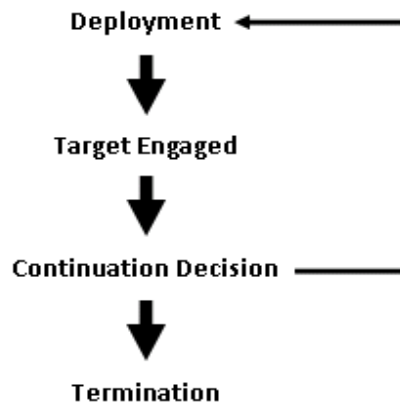 Deployment
Target Engaged
Continuation Decision
Termination